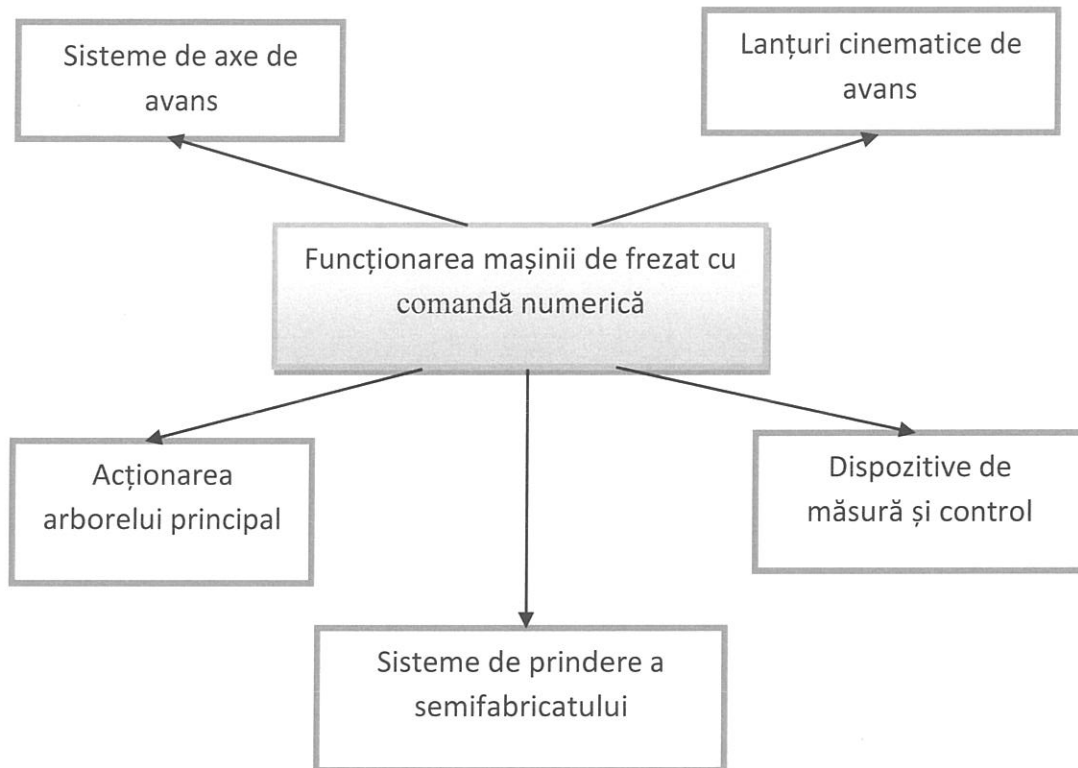 Sisteme de axe de
avans
Lanțuri cinematice de
avans
Funcționarea mașinii de frezat cu
comandă numerică
Acționarea
arborelui principal
Dispozitive de
măsură și control
Sisteme de prindere a
semifabricatului